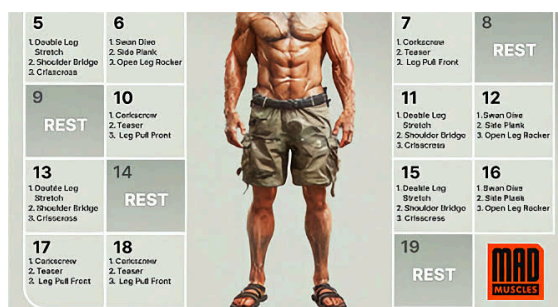 5
1. Double Leg
Stretch
2. Shoulder Bridge
3. Crisscross
6
1. Swan Dive
2. Side Plank
3. Open Leg Rocker
7
1. Corkscrew
2. Teaser
3. Leg Pull Front
8
REST
9
REST
10
1. Corkscrew
2. Teaser
3. Leg Pull Front
11
1. Double Leg
Stretch
2. Shoulder Bridge
3. Crisscross
12
1. Swan Dive
2. Side Plank
3. Open Leg Rocker
13
1. Double Leg
Stretch
2. Shoulder Bridge
3. Crisscross
14
REST
15
1. Double Leg
Stretch
2. Shoulder Bridge
3. Crisscross
16
1. Swan Dive
2. Side Plank
3. Open Leg Rocker
17
1. Corkscrew
2. Teaser
3. Leg Pull Front
18
1. Corkscrew
2. Teaser
3. Leg Pull Front
19
REST
MAD
MUSCLES